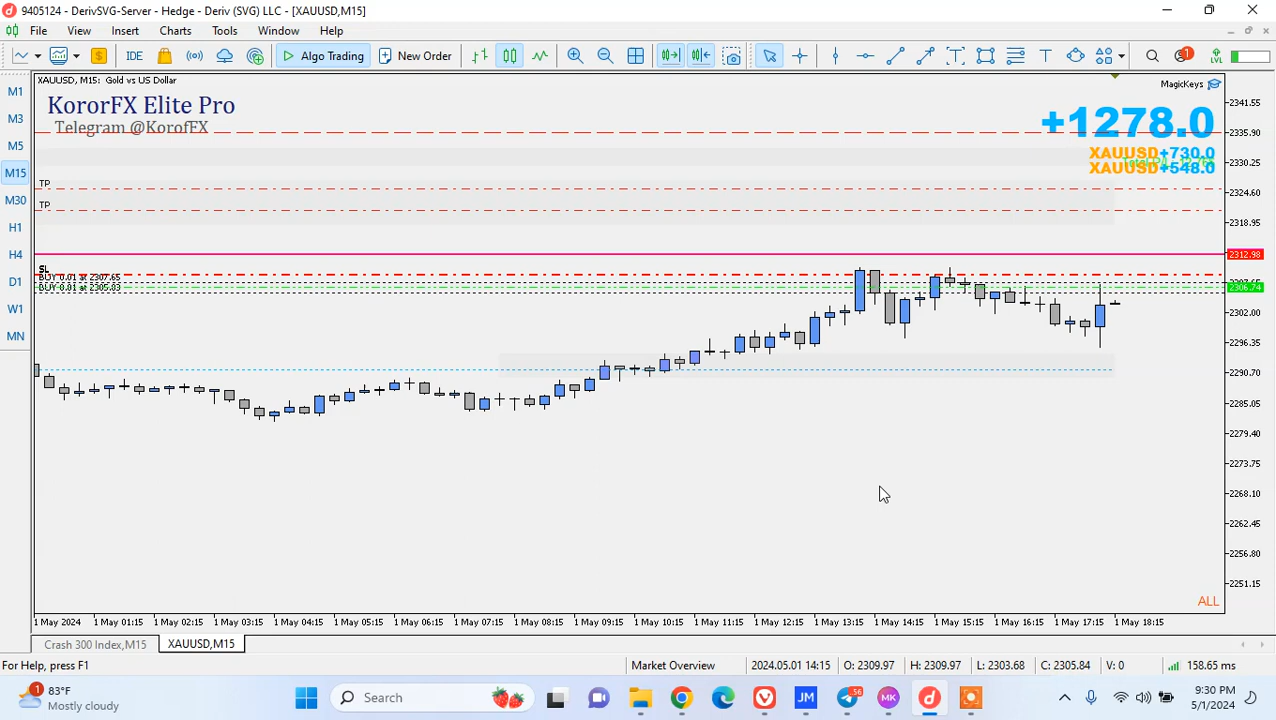 9405124 - DerivSVG-Server - Hedge - Deriv (SVG) LLC - [XAUUSD,M15]
File View Insert Charts Tools Window Help
IDE Algo Trading New Order 1 LVL
M1
M3
M5
M15
M30
H1
H4
D1
W1
MN
XAUUSD, M15: Gold vs US Dollar
MagicKeys
KororFX Elite Pro
Telegram @KorofFX
+1278.0
XAUUSD+730.0
XAUUSD+548.0
TP
TP
SL
BUY 0.01 at 2307.65
BUY 0.01 at 2305.83
2341.55
2335.90
2330.25
2324.60
2318.95
2312.98
2306.74
2302.00
2296.35
2290.70
2285.05
2279.40
2273.75
2268.10
2262.45
2256.80
2251.15
ALL
1 May 2024 1 May 01:15 1 May 02:15 1 May 03:15 1 May 04:15 1 May 05:15 1 May 06:15 1 May 07:15 1 May 08:15 1 May 09:15 1 May 10:15 1 May 11:15 1 May 12:15 1 May 13:15 1 May 14:15 1 May 15:15 1 May 16:15 1 May 17:15 1 May 18:15
Crash 300 Index,M15 XAUUSD,M15
For Help, press F1 Market Overview 2024.05.01 14:15 O: 2309.97 H: 2309.97 L: 2303.68 C: 2305.84 V: 0 158.65 ms
1 83°F Mostly cloudy
Search
JM 56 MK
9:30 PM
5/1/2024